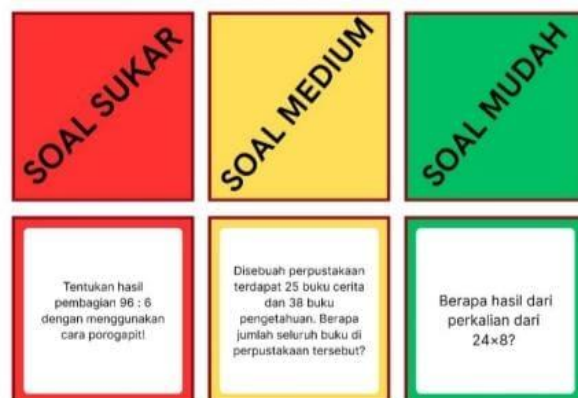 SOAL SUKAR
SOAL MEDIUM
SOAL MUDAH
Tentukan hasil
pembagian 96 : 6
dengan menggunakan
cara porogapit!
Disebuah perpustakaan
terdapat 25 buku cerita
dan 38 buku
pengetahuan. Berapa
jumlah seluruh buku di
perpustakaan tersebut?
Berapa hasil dari
perkalian dari
24×8?